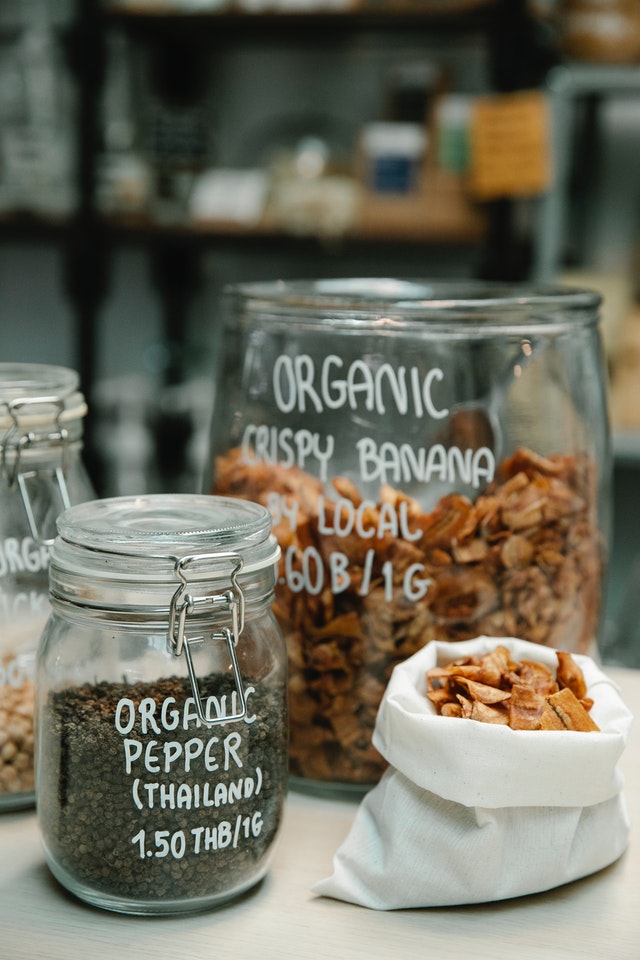 ORGANIC
CRISPY BANANA
BY LOCAL
.60B/1G
ORGANIC
PEPPER
(THAILAND)
1.50 THB/1G